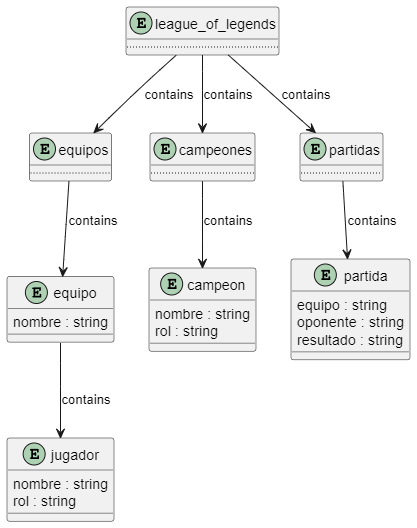 E league_of_legends
contains
contains
contains
E equipos
E campeones
E partidas
contains
contains
contains
E equipo
nombre : string
E campeon
nombre : string
rol : string
E partida
equipo : string
oponente : string
resultado : string
contains
E jugador
nombre : string
rol : string